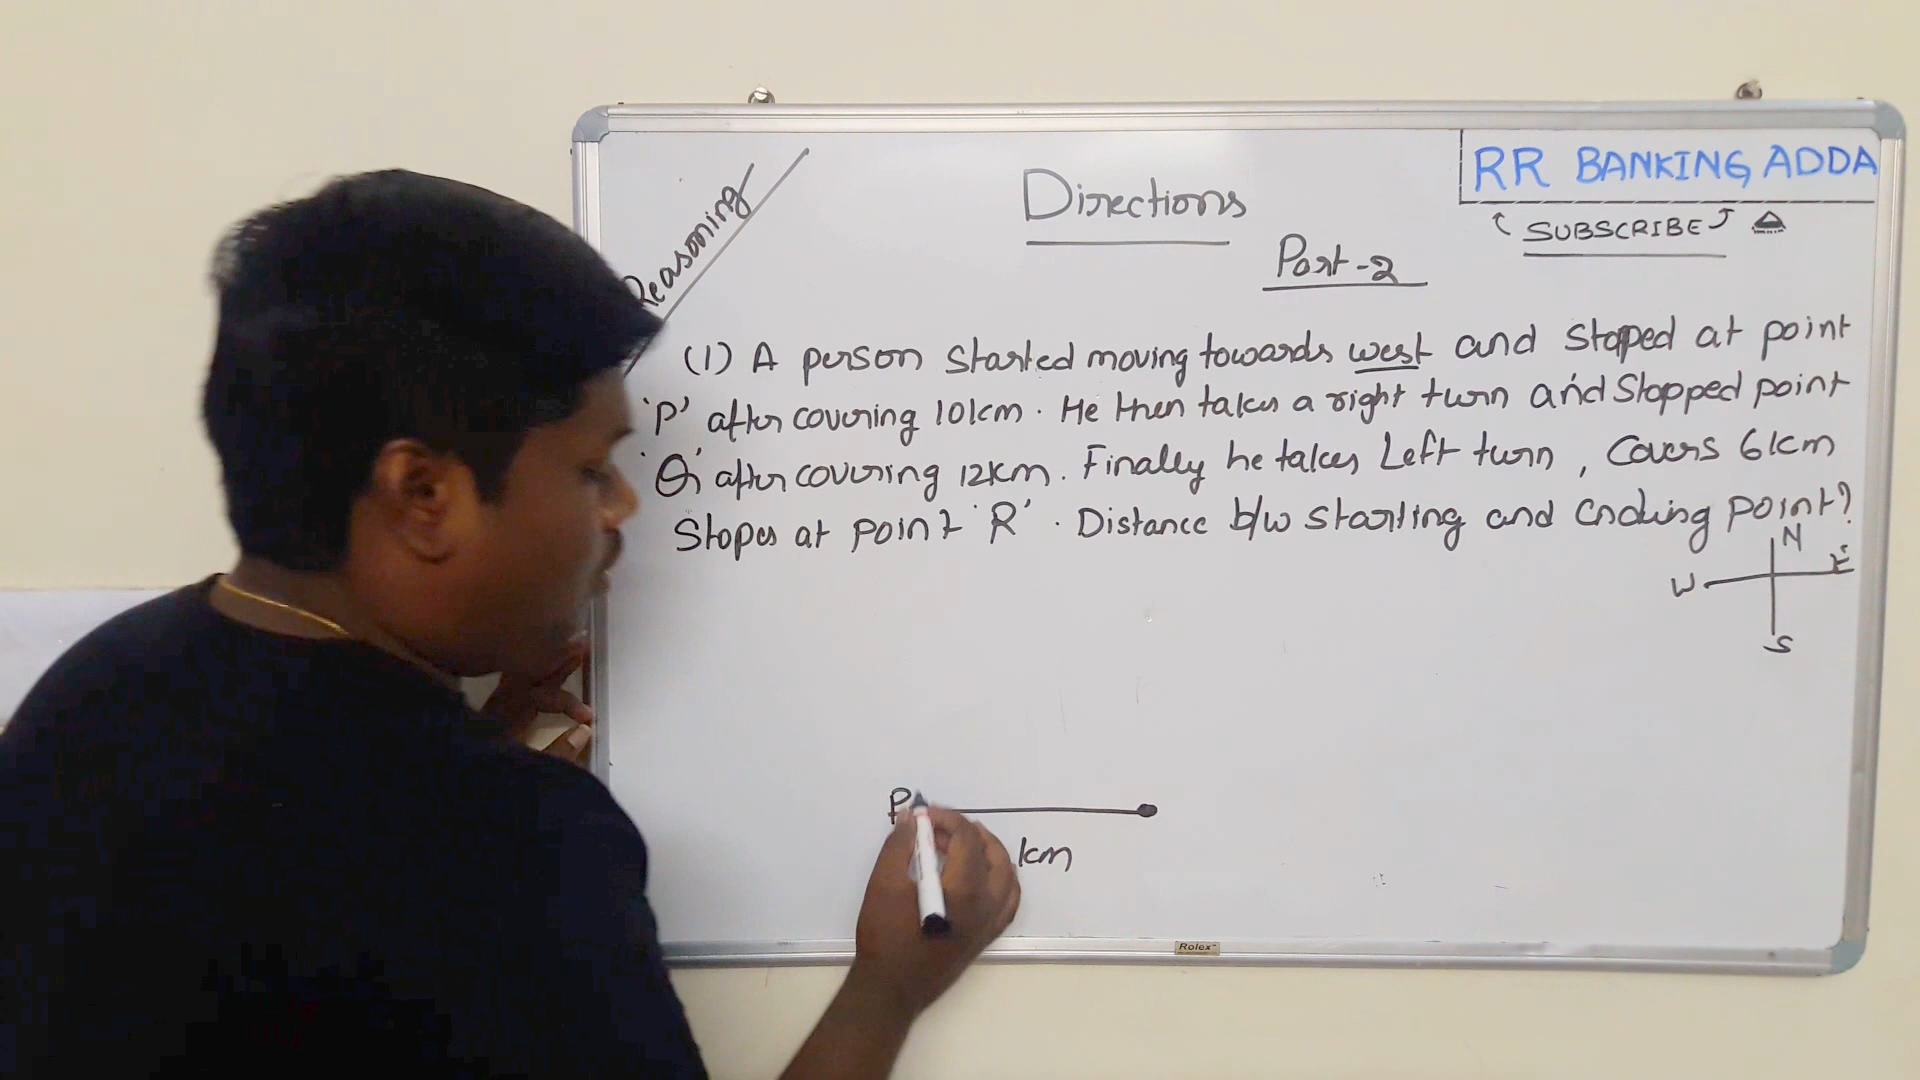 RR BANKING ADDA
SUBSCRIBE
Reasoning
Directions
Part-2
(1) A person started moving towards west and stopped at point
'P' after covering 10km. He then takes a right turn and stopped point
'Q' after covering 12km. Finally he takes Left turn, Covers 6km
Stopes at point 'R'. Distance b/w starting and ending point?
N
W E
S
P
km
Rolex